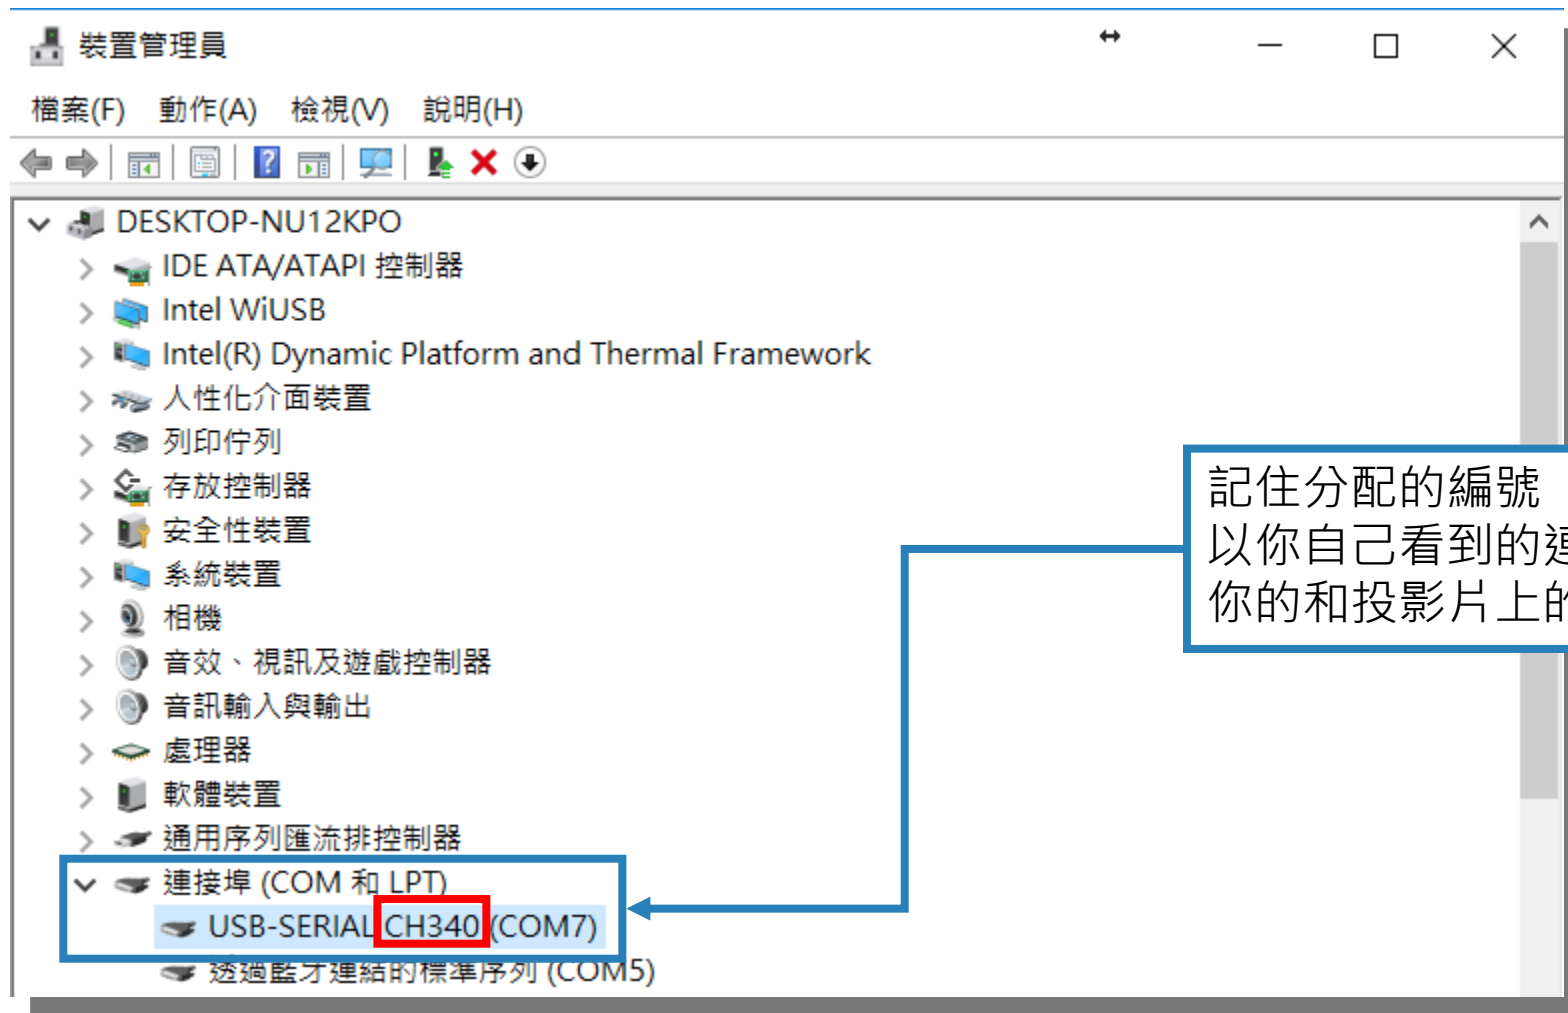 裝置管理員
檔案(F) 動作(A) 檢視(V) 說明(H)
DESKTOP-NU12KPO
IDE ATA/ATAPI 控制器
Intel WiUSB
Intel(R) Dynamic Platform and Thermal Framework
人性化介面裝置
列印佇列
存放控制器
安全性裝置
系統裝置
相機
音效、視訊及遊戲控制器
音訊輸入與輸出
處理器
軟體裝置
通用序列匯流排控制器
連接埠 (COM 和 LPT)
USB-SERIAL CH340 (COM7)
透過藍牙連結的標準序列 (COM5)
記住分配的編號
以你自己看到的連
你的和投影片上的